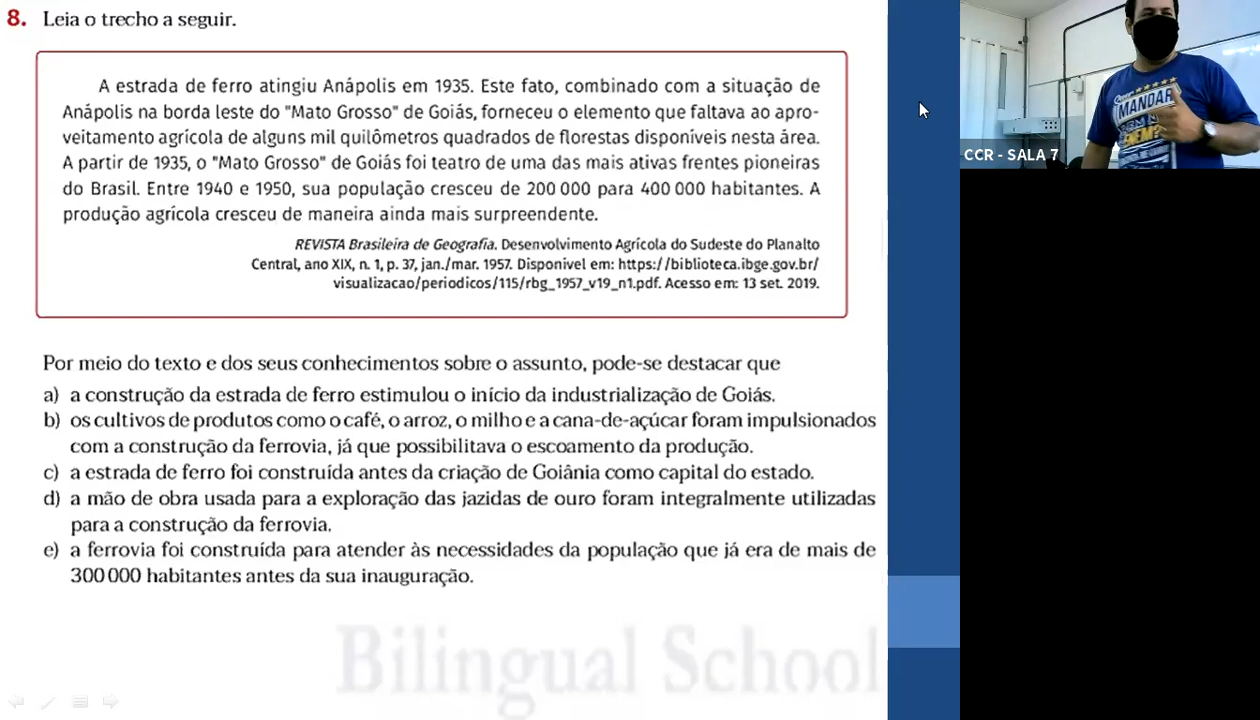 8. Leia o trecho a seguir.
A estrada de ferro atingiu Anápolis em 1935. Este fato, combinado com a situação de
Anápolis na borda leste do "Mato Grosso" de Goiás, forneceu o elemento que faltava ao apro-
veitamento agrícola de alguns mil quilômetros quadrados de florestas disponíveis nesta área.
A partir de 1935, o "Mato Grosso" de Goiás foi teatro de uma das mais ativas frentes pioneiras
do Brasil. Entre 1940 e 1950, sua população cresceu de 200 000 para 400 000 habitantes. A
produção agrícola cresceu de maneira ainda mais surpreendente.
REVISTA Brasileira de Geografia. Desenvolvimento Agrícola do Sudeste do Planalto
Central, ano XIX, n. 1, p. 37, jan./mar. 1957. Disponível em: https://biblioteca.ibge.gov.br/
visualizacao/periodicos/115/rbg_1957_v19_n1.pdf. Acesso em: 13 set. 2019.
Por meio do texto e dos seus conhecimentos sobre o assunto, pode-se destacar que
a) a construção da estrada de ferro estimulou o início da industrialização de Goiás.
b) os cultivos de produtos como o café, o arroz, o milho e a cana-de-açúcar foram impulsionados
com a construção da ferrovia, já que possibilitava o escoamento da produção.
c) a estrada de ferro foi construída antes da criação de Goiânia como capital do estado.
d) a mão de obra usada para a exploração das jazidas de ouro foram integralmente utilizadas
para a construção da ferrovia.
e) a ferrovia foi construída para atender às necessidades da população que já era de mais de
300 000 habitantes antes da sua inauguração.
Bilingual School
MANDAR
CCR - SALA 7